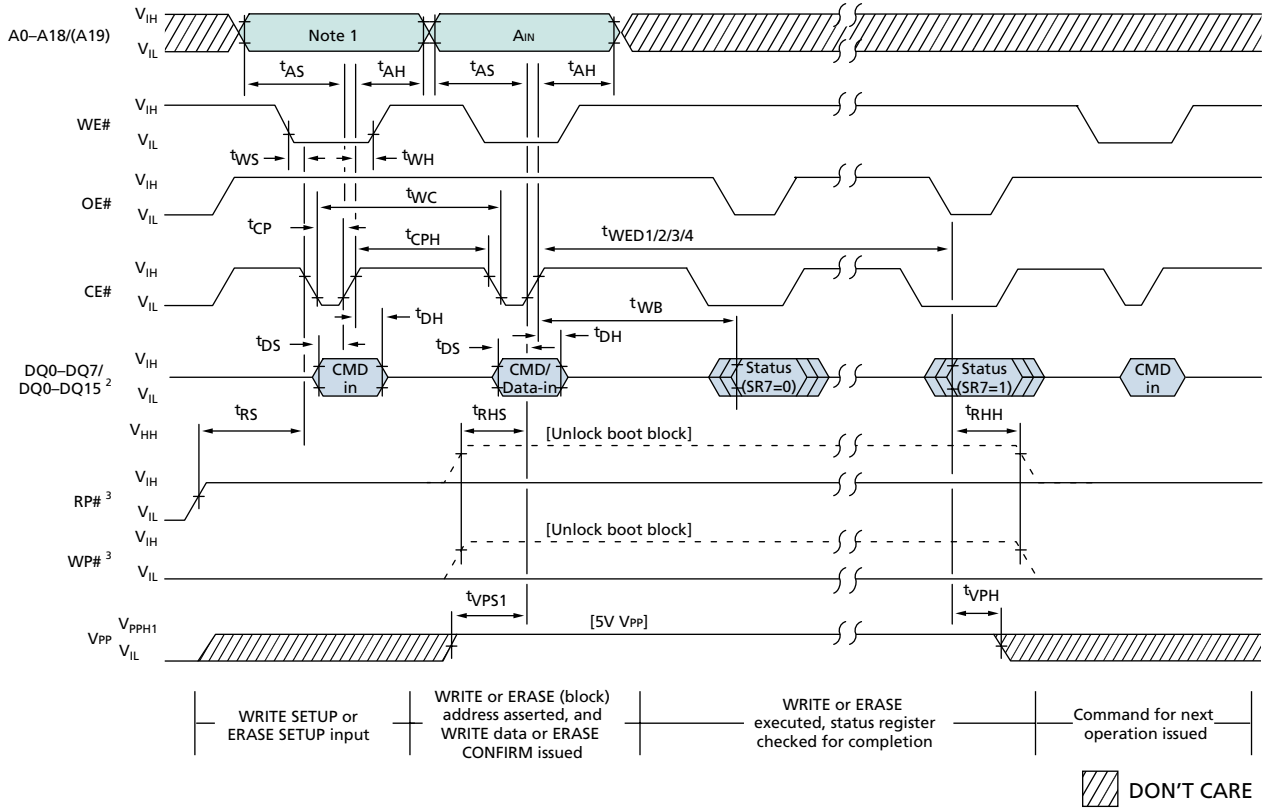 VIH
A0–A18/(A19)
VIL
Note 1
AIN
tAS
tAH
tAS
tAH
VIH
WE#
VIL
tWS
tWH
VIH
OE#
VIL
tWC
tCP
tCPH
tWED1/2/3/4
VIH
CE#
VIL
tWB
tDH
tDH
tDS
tDS
VIH
DQ0–DQ7/
DQ0–DQ15 2
VIL
CMD
in
CMD/
Data-in
Status
(SR7=0)
Status
(SR7=1)
CMD
in
tRS
tRHS
tRHH
VHH
[Unlock boot block]
VIH
RP# 3
VIL
VIH
[Unlock boot block]
WP# 3
VIL
tVPS1
tVPH
VPPH1
VPP
VIL
[5V VPP]
WRITE SETUP or
ERASE SETUP input
WRITE or ERASE (block)
address asserted, and
WRITE data or ERASE
CONFIRM issued
WRITE or ERASE
executed, status register
checked for completion
Command for next
operation issued
DON'T CARE